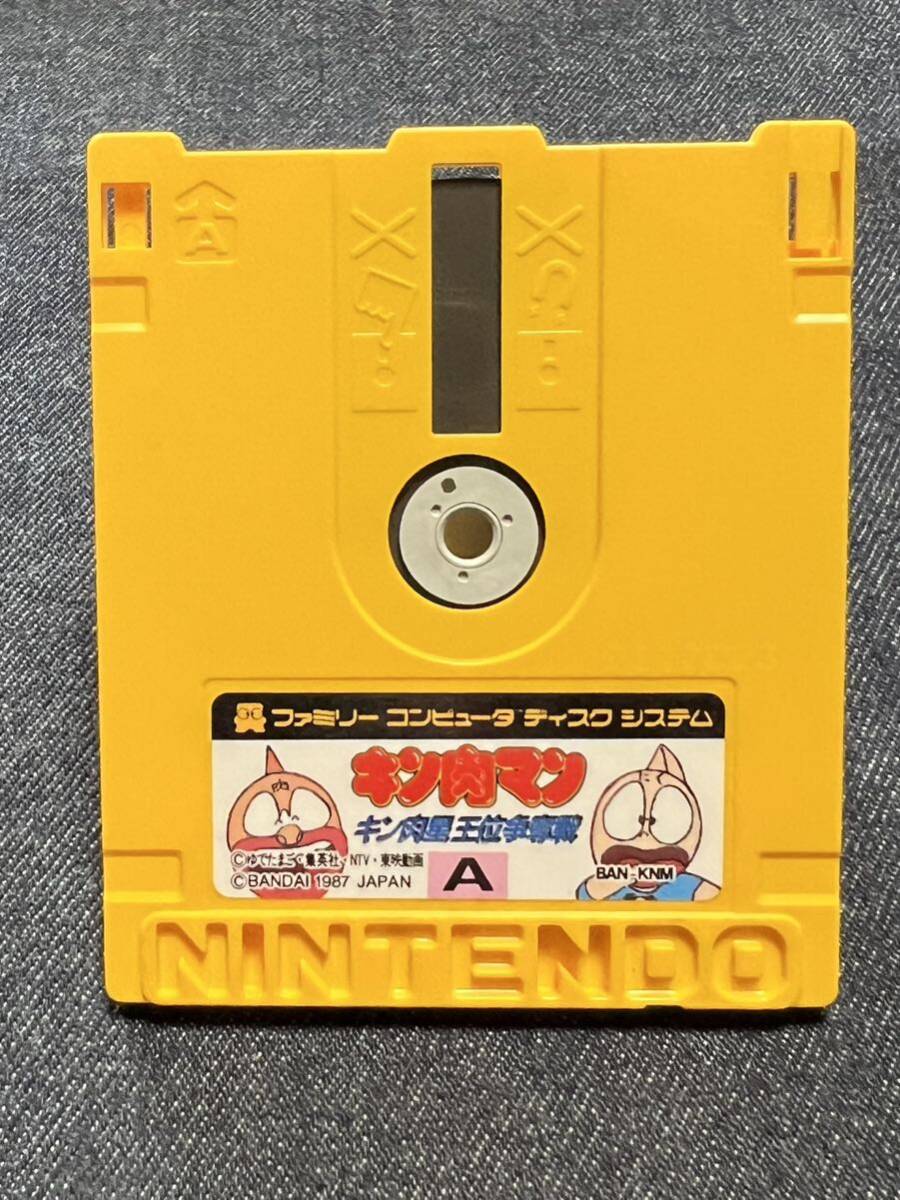 A
ファミリー コンピュータ ディスク システム
肉
キン肉マン
キン肉星王位争奪戦
©ゆでたまご・集英社・NTV・東映動画
©BANDAI 1987 JAPAN
A
BAN-KNM
NINTENDO